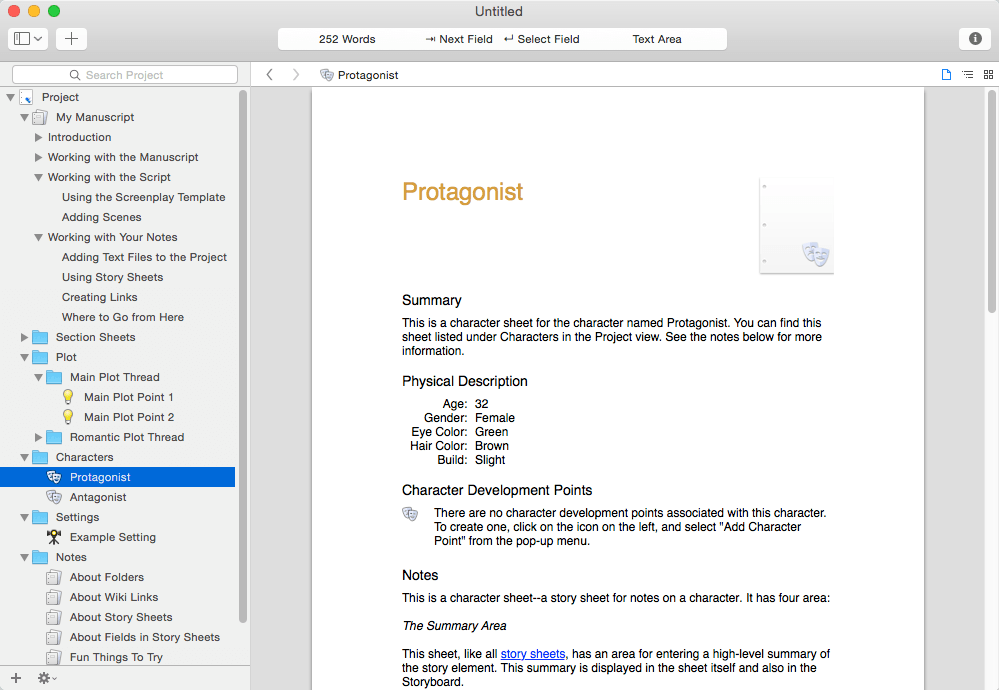 Untitled
252 Words ⇥ Next Field ↵ Select Field Text Area
Search Project
Protagonist
Project
My Manuscript
Introduction
Working with the Manuscript
Working with the Script
Using the Screenplay Template
Adding Scenes
Working with Your Notes
Adding Text Files to the Project
Using Story Sheets
Creating Links
Where to Go from Here
Section Sheets
Plot
Main Plot Thread
Main Plot Point 1
Main Plot Point 2
Romantic Plot Thread
Characters
Protagonist
Antagonist
Settings
Example Setting
Notes
About Folders
About Wiki Links
About Story Sheets
About Fields in Story Sheets
Fun Things To Try
Protagonist
Summary
This is a character sheet for the character named Protagonist. You can find this
sheet listed under Characters in the Project view. See the notes below for more
information.
Physical Description
Age: 32
Gender: Female
Eye Color: Green
Hair Color: Brown
Build: Slight
Character Development Points
There are no character development points associated with this character.
To create one, click on the icon on the left, and select "Add Character
Point" from the pop-up menu.
Notes
This is a character sheet--a story sheet for notes on a character. It has four area:
The Summary Area
This sheet, like all story sheets, has an area for entering a high-level summary of
the story element. This summary is displayed in the sheet itself and also in the
Storyboard.